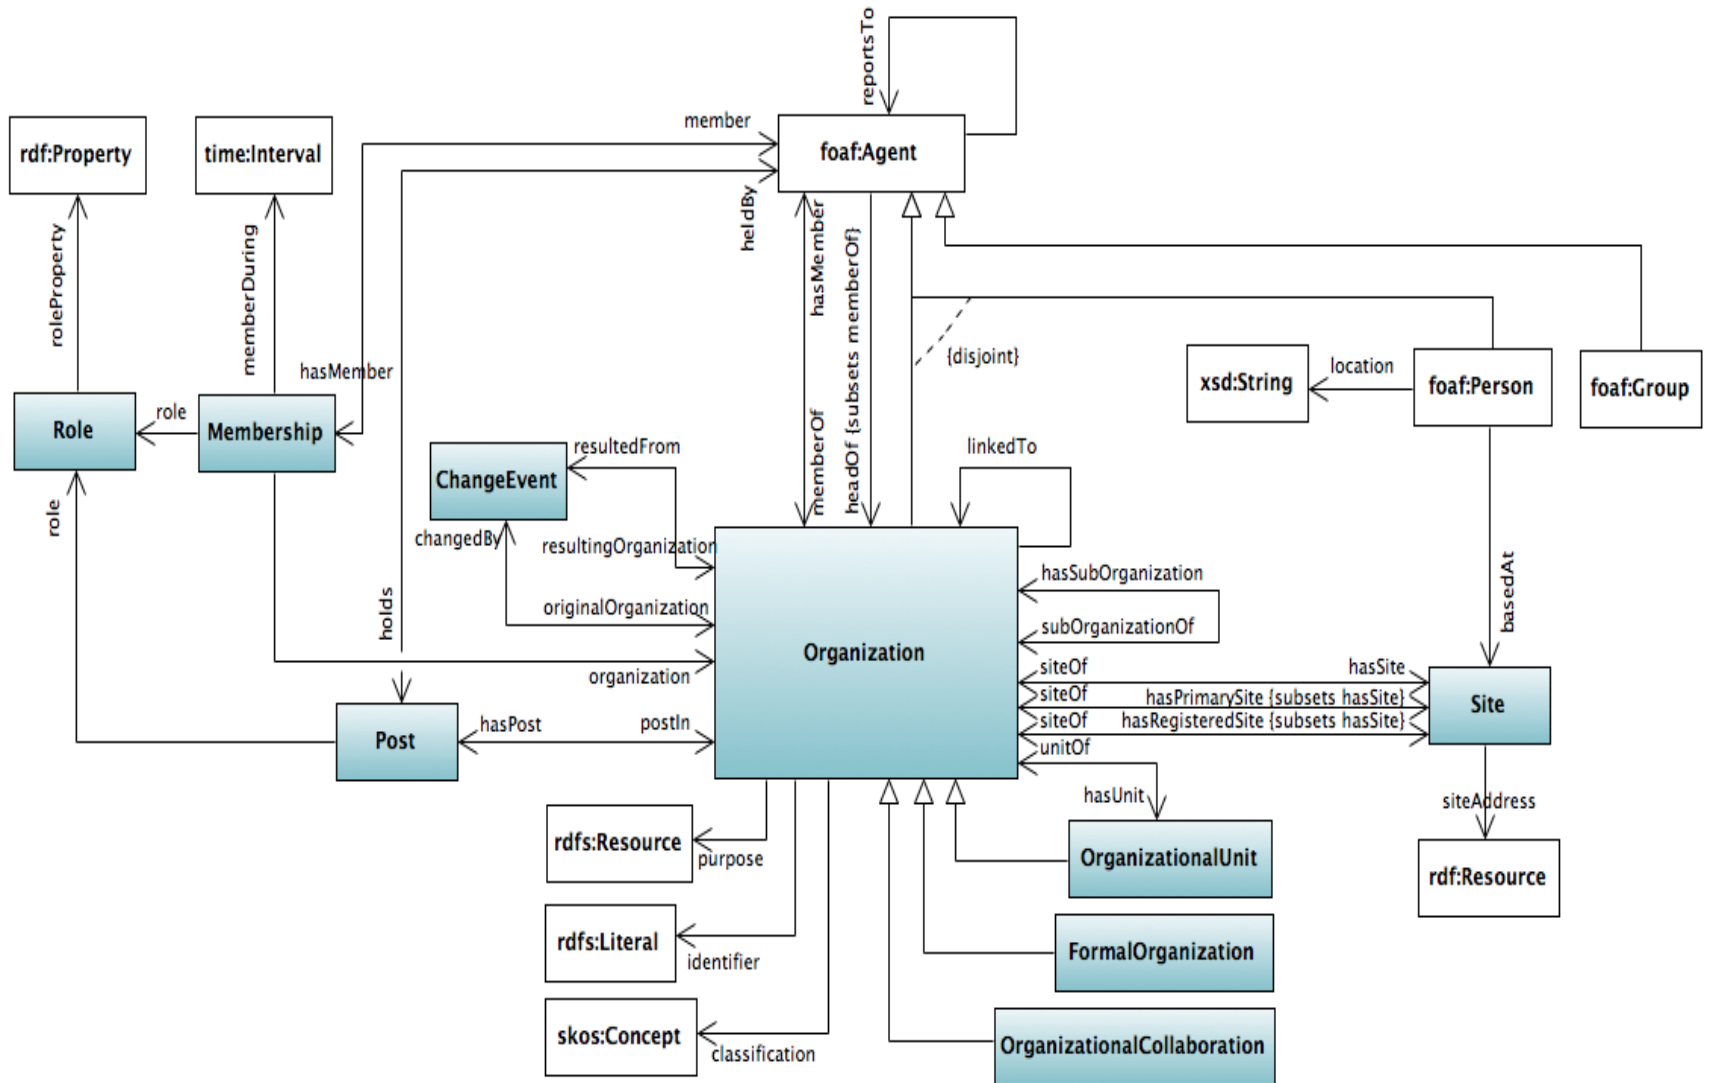 reportsTo
member
foaf:Agent
rdf:Property
time:Interval
heldBy
hasMember
headOf {subsets memberOf}
roleProperty
memberDuring
{disjoint}
hasMember
xsd:String
location
foaf:Person
foaf:Group
Role
role
Membership
memberOf
linkedTo
resultedFrom
ChangeEvent
changedBy
resultingOrganization
role
hasSubOrganization
basedAt
holds
originalOrganization
subOrganizationOf
Organization
organization
siteOf
hasSite
siteOf
hasPrimarySite {subsets hasSite}
siteOf
hasRegisteredSite {subsets hasSite}
Site
Post
hasPost
postIn
unitOf
hasUnit
siteAddress
rdfs:Resource
purpose
OrganizationalUnit
rdf:Resource
rdfs:Literal
identifier
FormalOrganization
skos:Concept
classification
OrganizationalCollaboration